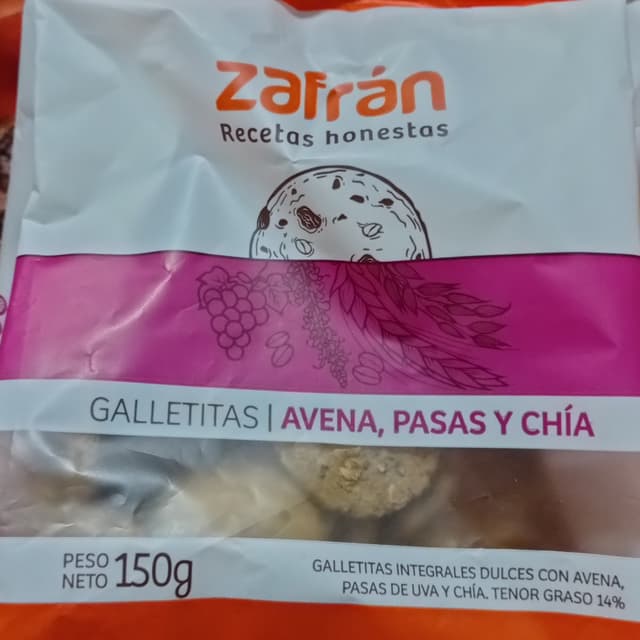 zafrán
Recetas honestas
GALLETITAS | AVENA, PASAS Y CHÍA
PESO
NETO 150g
GALLETITAS INTEGRALES DULCES CON AVENA,
PASAS DE UVA Y CHÍA. TENOR GRASO 14%